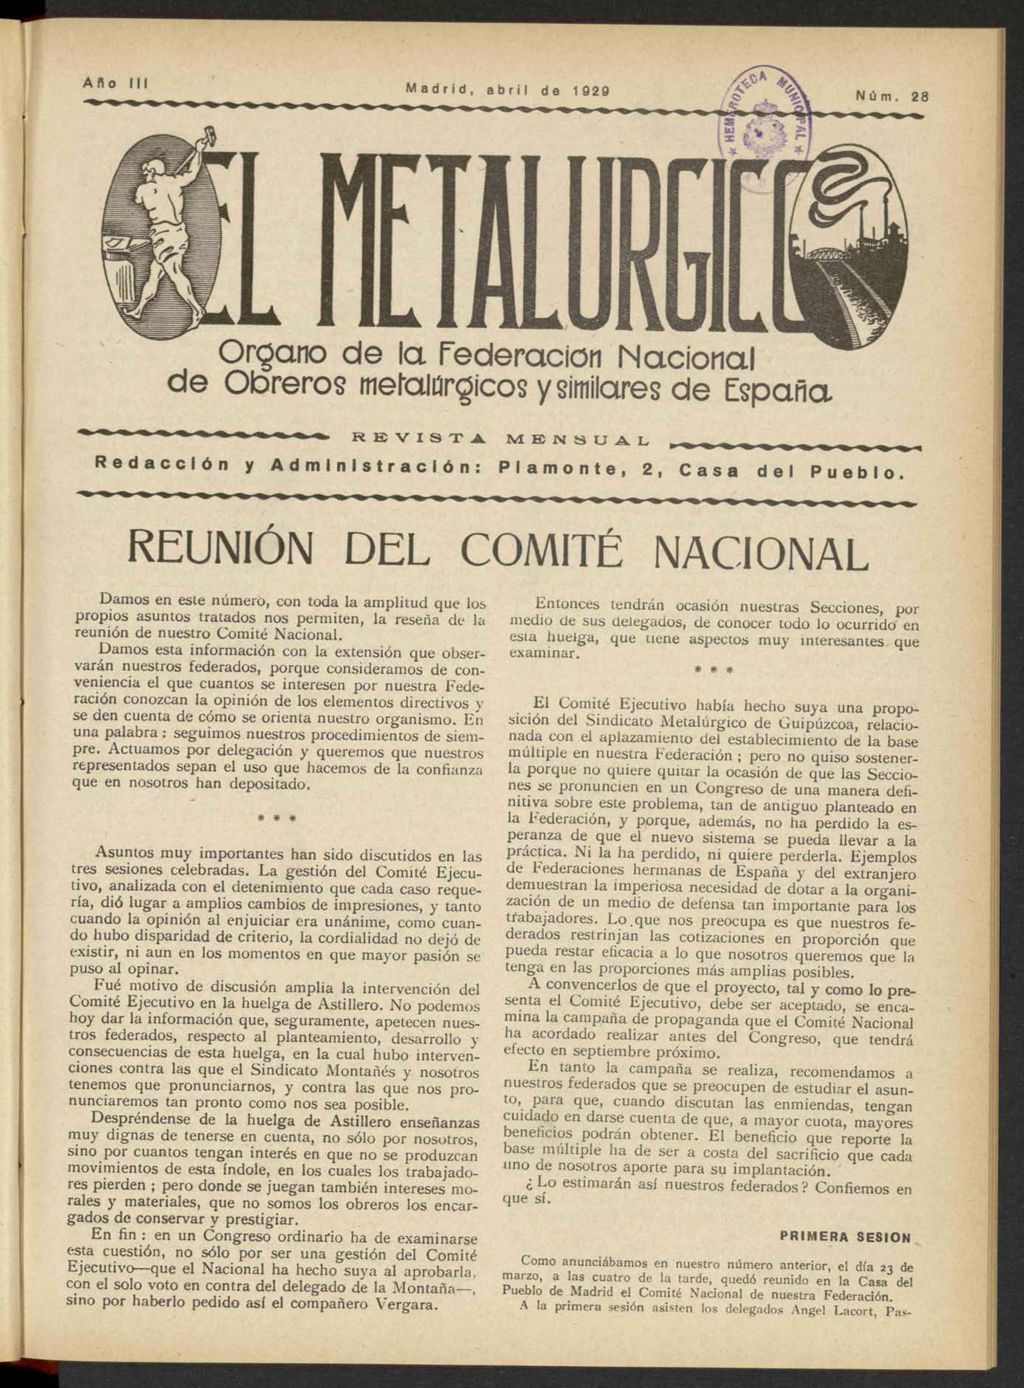 Año III
Madrid, abril de 1929
Núm. 28
HEMEROTECA MUNICIPAL
EL METALURGICO
Organo de la Federacion Nacional
de Obreros metalúrgicos y similares de España
REVISTA MENSUAL
Redacción y Administración: Piamonte, 2, Casa del Pueblo.
REUNIÓN DEL COMITÉ NACIONAL
Damos en este número, con toda la amplitud que los
propios asuntos tratados nos permiten, la reseña de la
reunión de nuestro Comité Nacional.
Damos esta información con la extensión que obser-
varán nuestros federados, porque consideramos de con-
veniencia el que cuantos se interesen por nuestra Fede-
ración conozcan la opinión de los elementos directivos y
se den cuenta de cómo se orienta nuestro organismo. En
una palabra : seguimos nuestros procedimientos de siem-
pre. Actuamos por delegación y queremos que nuestros
representados sepan el uso que hacemos de la confianza
que en nosotros han depositado.
* * *
Asuntos muy importantes han sido discutidos en las
tres sesiones celebradas. La gestión del Comité Ejecu-
tivo, analizada con el detenimiento que cada caso reque-
ría, dió lugar a amplios cambios de impresiones, y tanto
cuando la opinión al enjuiciar era unánime, como cuan-
do hubo disparidad de criterio, la cordialidad no dejó de
existir, ni aun en los momentos en que mayor pasión se
puso al opinar.
Fué motivo de discusión amplia la intervención del
Comité Ejecutivo en la huelga de Astillero. No podemos
hoy dar la información que, seguramente, apetecen nues-
tros federados, respecto al planteamiento, desarrollo y
consecuencias de esta huelga, en la cual hubo interven-
ciones contra las que el Sindicato Montañés y nosotros
tenemos que pronunciarnos, y contra las que nos pro-
nunciaremos tan pronto como nos sea posible.
Despréndense de la huelga de Astillero enseñanzas
muy dignas de tenerse en cuenta, no sólo por nosotros,
sino por cuantos tengan interés en que no se produzcan
movimientos de esta índole, en los cuales los trabajado-
res pierden ; pero donde se juegan también intereses mo-
rales y materiales, que no somos los obreros los encar-
gados de conservar y prestigiar.
En fin : en un Congreso ordinario ha de examinarse
esta cuestión, no sólo por ser una gestión del Comité
Ejecutivo—que el Nacional ha hecho suya al aprobarla,
con el solo voto en contra del delegado de la Montaña—,
sino por haberlo pedido así el compañero Vergara.
Entonces tendrán ocasión nuestras Secciones, por
medio de sus delegados, de conocer todo lo ocurrido en
esta huelga, que tiene aspectos muy interesantes que
examinar.
* * *
El Comité Ejecutivo había hecho suya una propo-
sición del Sindicato Metalúrgico de Guipúzcoa, relacio-
nada con el aplazamiento del establecimiento de la base
múltiple en nuestra Federación ; pero no quiso sostener-
la porque no quiere quitar la ocasión de que las Seccio-
nes se pronuncien en un Congreso de una manera defi-
nitiva sobre este problema, tan de antiguo planteado en
la Federación, y porque, además, no ha perdido la es-
peranza de que el nuevo sistema se pueda llevar a la
práctica. Ni la ha perdido, ni quiere perderla. Ejemplos
de Federaciones hermanas de España y del extranjero
demuestran la imperiosa necesidad de dotar a la organi-
zación de un medio de defensa tan importante para los
trabajadores. Lo que nos preocupa es que nuestros fe-
derados restrinjan las cotizaciones en proporción que
pueda restar eficacia a lo que nosotros queremos que la
tenga en las proporciones más amplias posibles.
A convencerlos de que el proyecto, tal y como lo pre-
senta el Comité Ejecutivo, debe ser aceptado, se enca-
mina la campaña de propaganda que el Comité Nacional
ha acordado realizar antes del Congreso, que tendrá
efecto en septiembre próximo.
En tanto la campaña se realiza, recomendamos a
nuestros federados que se preocupen de estudiar el asun-
to, para que, cuando discutan las enmiendas, tengan
cuidado en darse cuenta de que, a mayor cuota, mayores
beneficios podrán obtener. El beneficio que reporte la
base múltiple ha de ser a costa del sacrificio que cada
uno de nosotros aporte para su implantación.
¿ Lo estimarán así nuestros federados ? Confiemos en
que sí.
PRIMERA SESION
Como anunciábamos en nuestro número anterior, el día 23 de
marzo, a las cuatro de la tarde, quedó reunido en la Casa del
Pueblo de Madrid el Comité Nacional de nuestra Federación.
A la primera sesión asisten los delegados Angel Lacort, Pas-